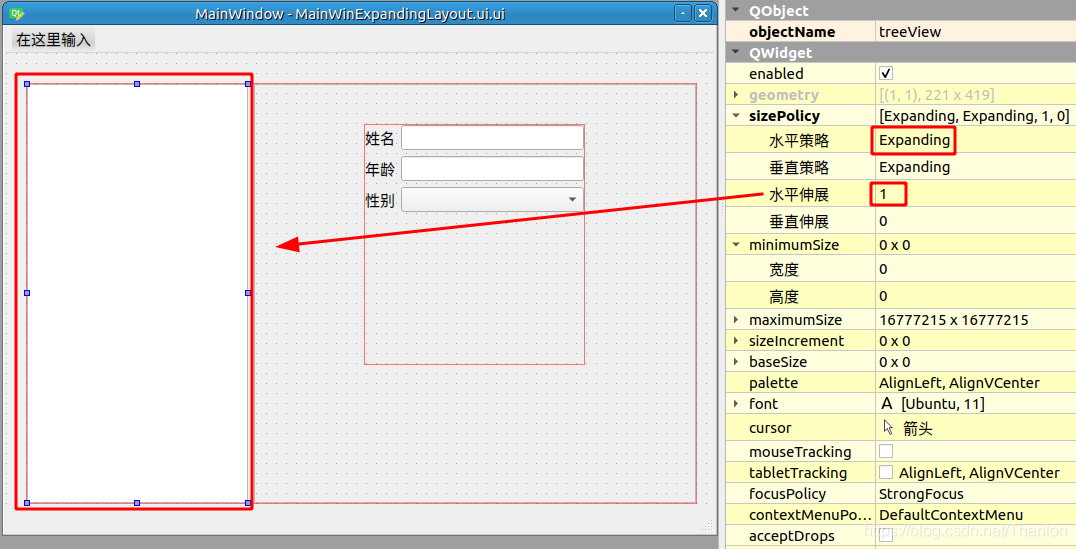 MainWindow - MainWinExpandingLayout.ui.ui
在这里输入
姓名
年龄
性别
QObject
objectName treeView
QWidget
enabled
geometry [(1, 1), 221 x 419]
sizePolicy [Expanding, Expanding, 1, 0]
水平策略 Expanding
垂直策略 Expanding
水平伸展 1
垂直伸展 0
minimumSize 0 x 0
宽度 0
高度 0
maximumSize 16777215 x 16777215
sizeIncrement 0 x 0
baseSize 0 x 0
palette AlignLeft, AlignVCenter
font A [Ubuntu, 11]
cursor 箭头
mouseTracking
tabletTracking AlignLeft, AlignVCenter
focusPolicy StrongFocus
contextMenuPo... DefaultContextMenu
acceptDrops
https://blog.csdn.net/Thanlon